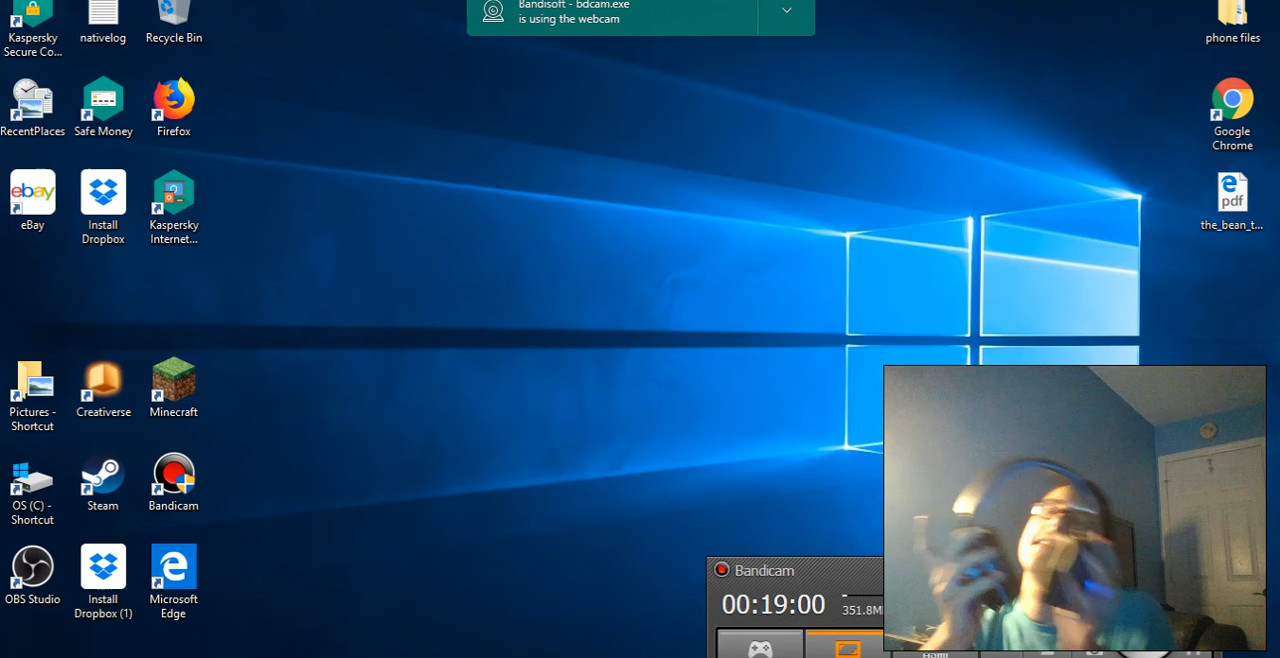 Bandisoft - bdcam.exe
is using the webcam
Kaspersky
Secure Co...
nativelog
Recycle Bin
phone files
RecentPlaces
Safe Money
Firefox
Google
Chrome
ebay
eBay
Install
Dropbox
Kaspersky
Internet...
pdf
the_bean_t...
Pictures -
Shortcut
Creativerse
Minecraft
OS (C) -
Shortcut
Steam
Bandicam
OBS Studio
Install
Dropbox (1)
Microsoft
Edge
Bandicam
00:19:00